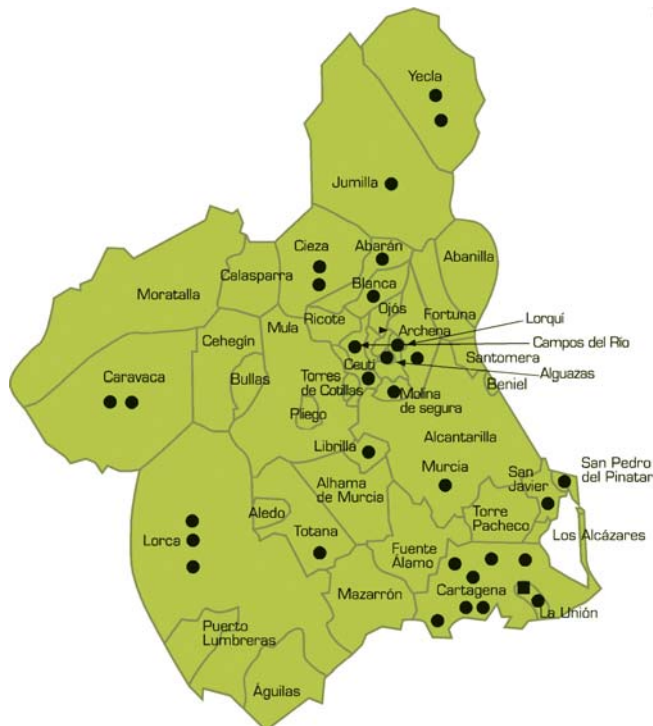 Yecla
Jumilla
Cieza
Abarán
Abanilla
Calasparra
Blanca
Moratalla
Ojós
Fortuna
Lorquí
Ricote
Mula
Archena
Campos del Río
Cehegín
Ceutí
Santomera
Alguazas
Caravaca
Bullas
Torres
de Cotillas
Beniel
Molina
de segura
Pliego
Alcantarilla
Librilla
Murcia
San Pedro
del Pinatar
San
Javier
Alhama
de Murcia
Aledo
Torre
Pacheco
Los Alcázares
Lorca
Totana
Fuente
Álamo
Cartagena
Mazarrón
La Unión
Puerto
Lumbreras
Águilas